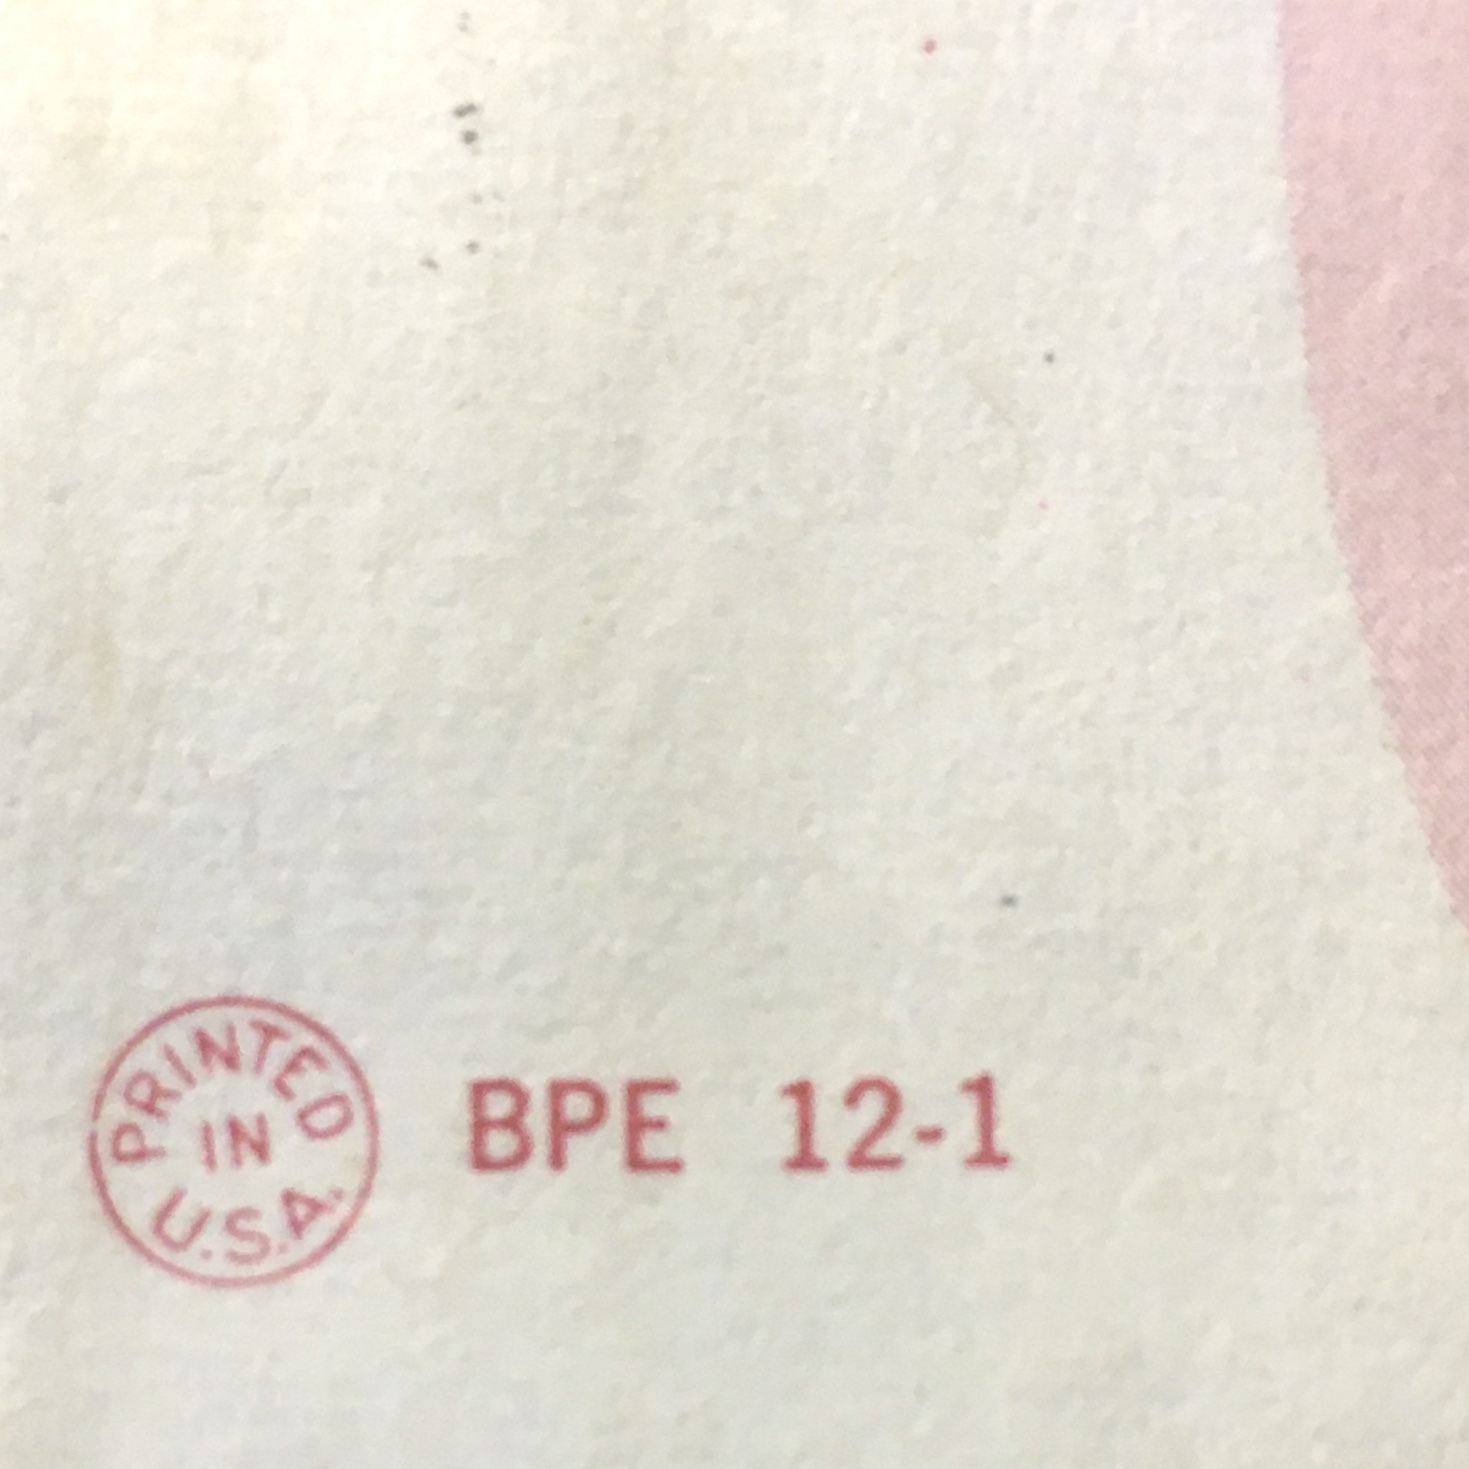 PRINTED
IN
U.S.A.
BPE 12-1